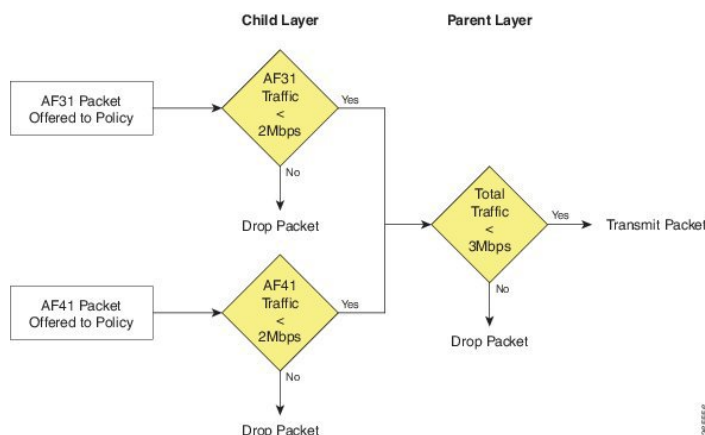 Child Layer
Parent Layer
AF31 Packet
Offered to Policy
AF31
Traffic
<
2Mbps
Yes
No
Drop Packet
Total
Traffic
<
3Mbps
Yes
Transmit Packet
No
Drop Packet
AF41 Packet
Offered to Policy
AF41
Traffic
<
2Mbps
Yes
No
Drop Packet